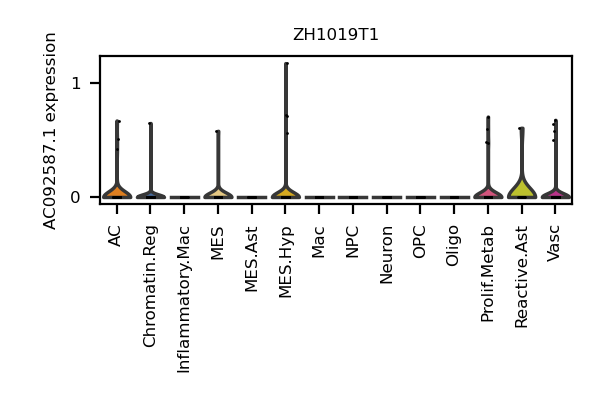 ZH1019T1
AC092587.1 expression
1
0
AC
Chromatin.Reg
Inflammatory.Mac
MES
MES.Ast
MES.Hyp
Mac
NPC
Neuron
OPC
Oligo
Prolif.Metab
Reactive.Ast
Vasc